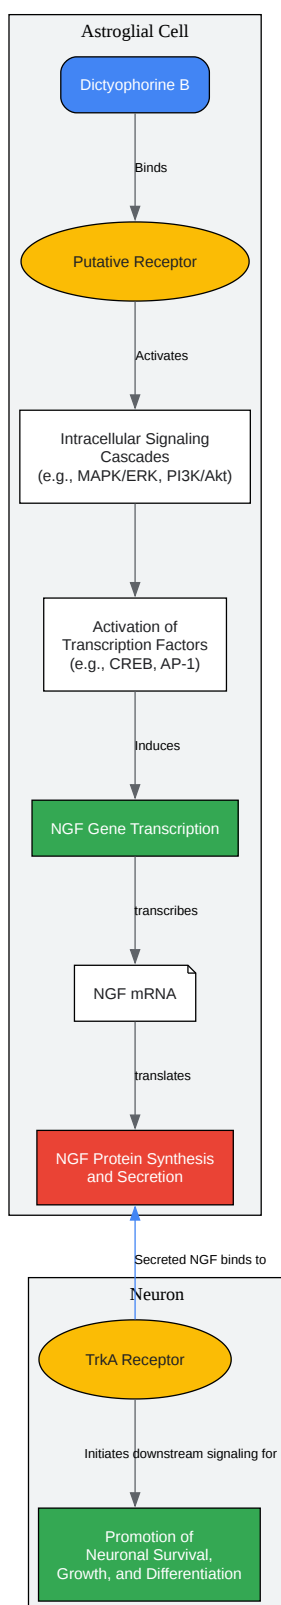 Astroglial Cell
Dictyophorine B
Binds
Putative Receptor
Activates
Intracellular Signaling
Cascades
(e.g., MAPK/ERK, PI3K/Akt)
Activation of
Transcription Factors
(e.g., CREB, AP-1)
Induces
NGF Gene Transcription
transcribes
NGF mRNA
translates
NGF Protein Synthesis
and Secretion
Secreted NGF binds to
Neuron
TrkA Receptor
Initiates downstream signaling for
Promotion of
Neuronal Survival,
Growth, and Differentiation